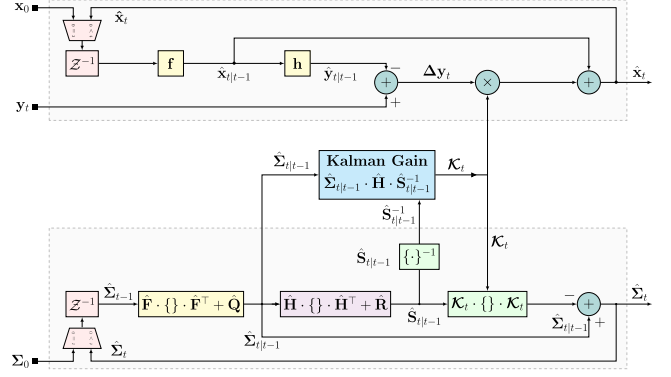 x₀
x̂ₜ
𝒵⁻¹
f
x̂ₜ|ₜ₋₁
h
ŷₜ|ₜ₋₁
−
+
Δyₜ
×
+
x̂ₜ
yₜ
Σ̂ₜ|ₜ₋₁
Kalman Gain
Σ̂ₜ|ₜ₋₁ · Ĥ · Ŝ⁻¹ₜ|ₜ₋₁
𝒦ₜ
Ŝ⁻¹ₜ|ₜ₋₁
𝒦ₜ
Ŝₜ|ₜ₋₁
{·}⁻¹
𝒵⁻¹
Σ̂ₜ₋₁
F̂ · {} · F̂⊤ + Q̂
Ĥ · {} · Ĥ⊤ + R̂
𝒦ₜ · {} · 𝒦ₜ
−
+
Σ̂ₜ
Ŝₜ|ₜ₋₁
Σ̂ₜ|ₜ₋₁
+
Σ̂ₜ|ₜ₋₁
Σ̂ₜ
Σ₀